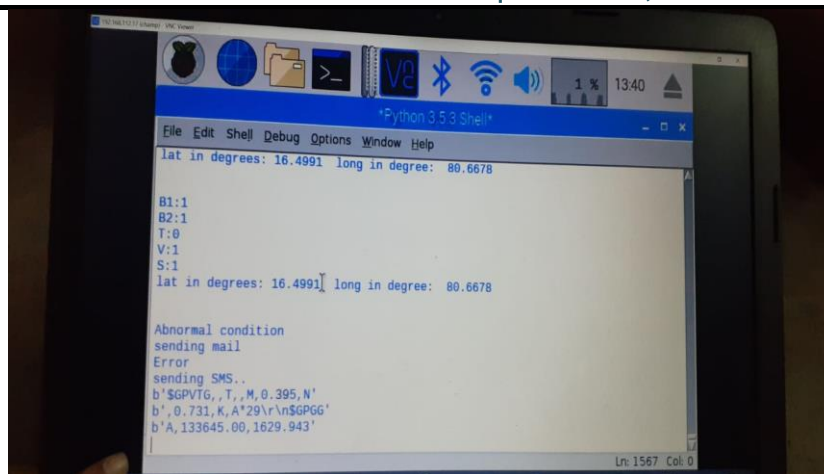 VNC Viewer
>_
V2
1 % 13:40
*Python 3.5.3 Shell*
File Edit Shell Debug Options Window Help
lat in degrees: 16.4991 long in degree: 80.6678
B1:1
B2:1
T:0
V:1
S:1
lat in degrees: 16.4991 long in degree: 80.6678
Abnormal condition
sending mail
Error
sending SMS..
b'$GPVTG,,T,,M,0.395,N'
b',0.731,K,A*29\r\n$GPGG'
b'A,133645.00,1629.943'
Ln: 1567 Col: 0